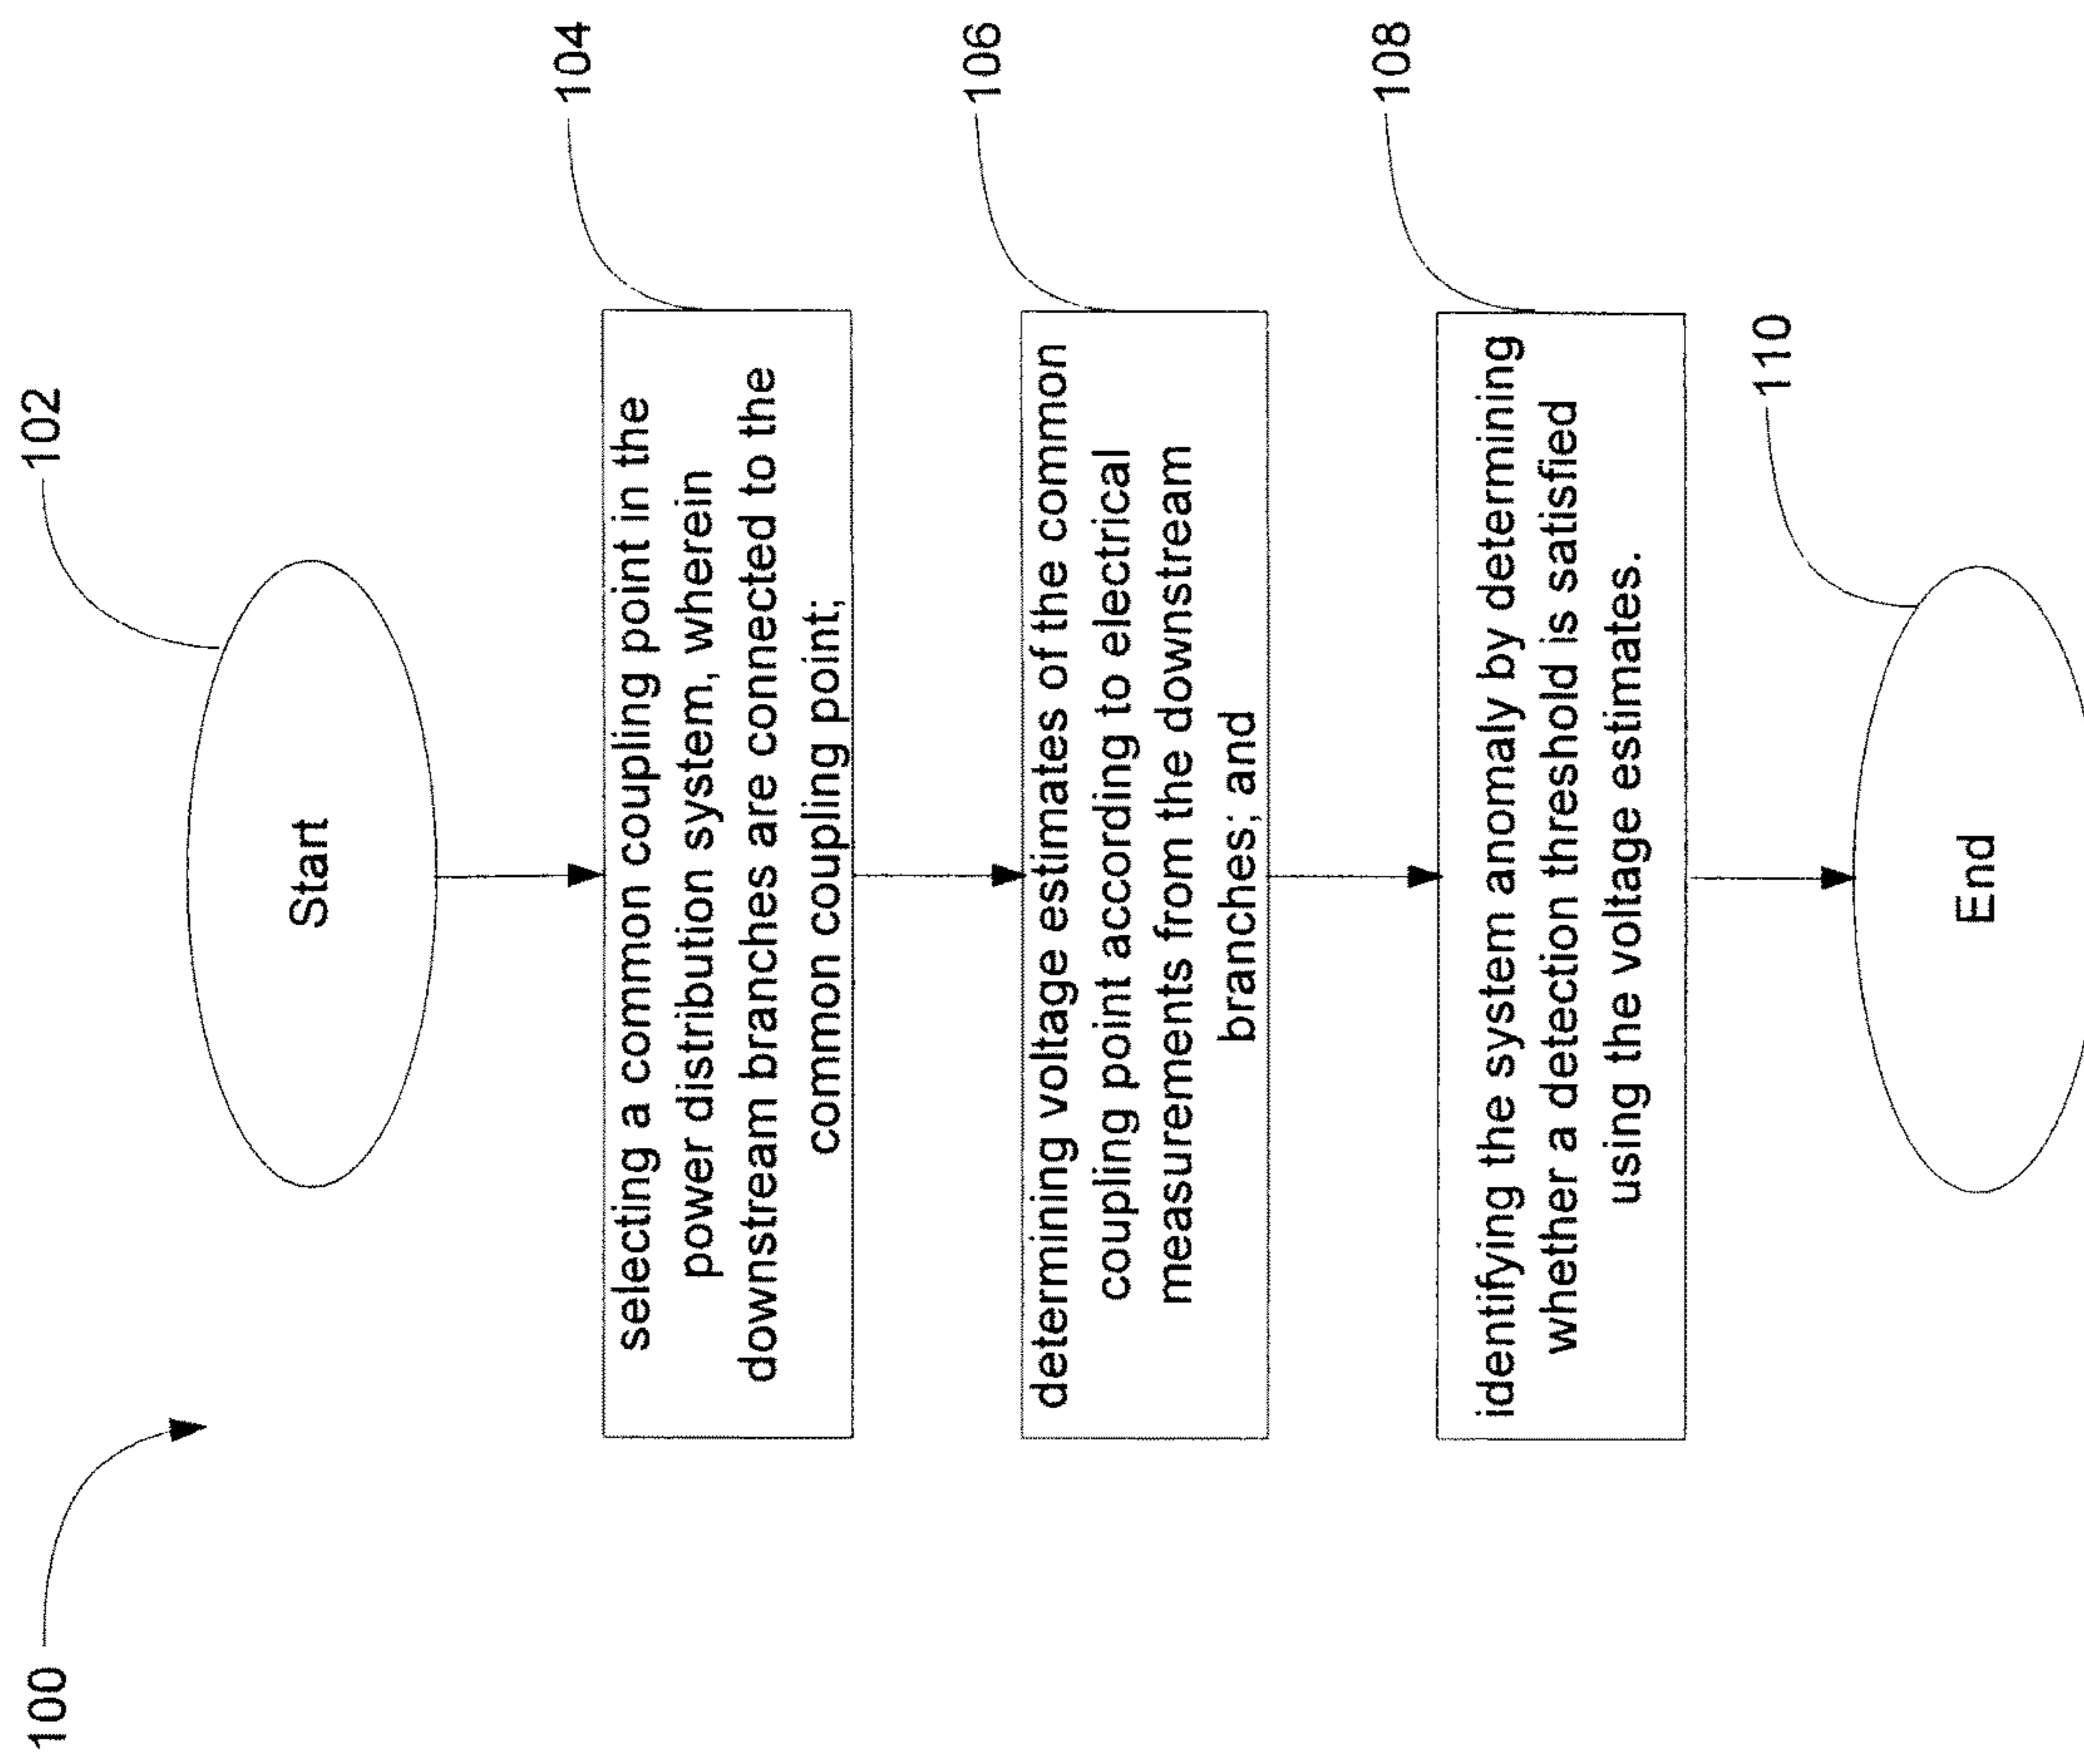 100
102
Start
104
selecting a common coupling point in the
power distribution system, wherein
downstream branches are connected to the
common coupling point;
106
determining voltage estimates of the common
coupling point according to electrical
measurements from the downstream
branches; and
108
identifying the system anomaly by determining
whether a detection threshold is satisfied
using the voltage estimates.
110
End